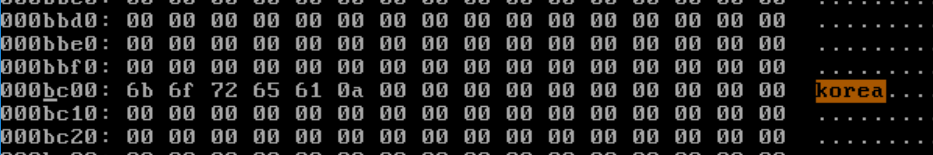 000bbd0: 00 00 00 00 00 00 00 00 00 00 00 00 00 00 00 00 ........
000bbe0: 00 00 00 00 00 00 00 00 00 00 00 00 00 00 00 00 ........
000bbf0: 00 00 00 00 00 00 00 00 00 00 00 00 00 00 00 00 ........
000bc00: 6b 6f 72 65 61 0a 00 00 00 00 00 00 00 00 00 00 korea...
000bc10: 00 00 00 00 00 00 00 00 00 00 00 00 00 00 00 00 ........
000bc20: 00 00 00 00 00 00 00 00 00 00 00 00 00 00 00 00 ........